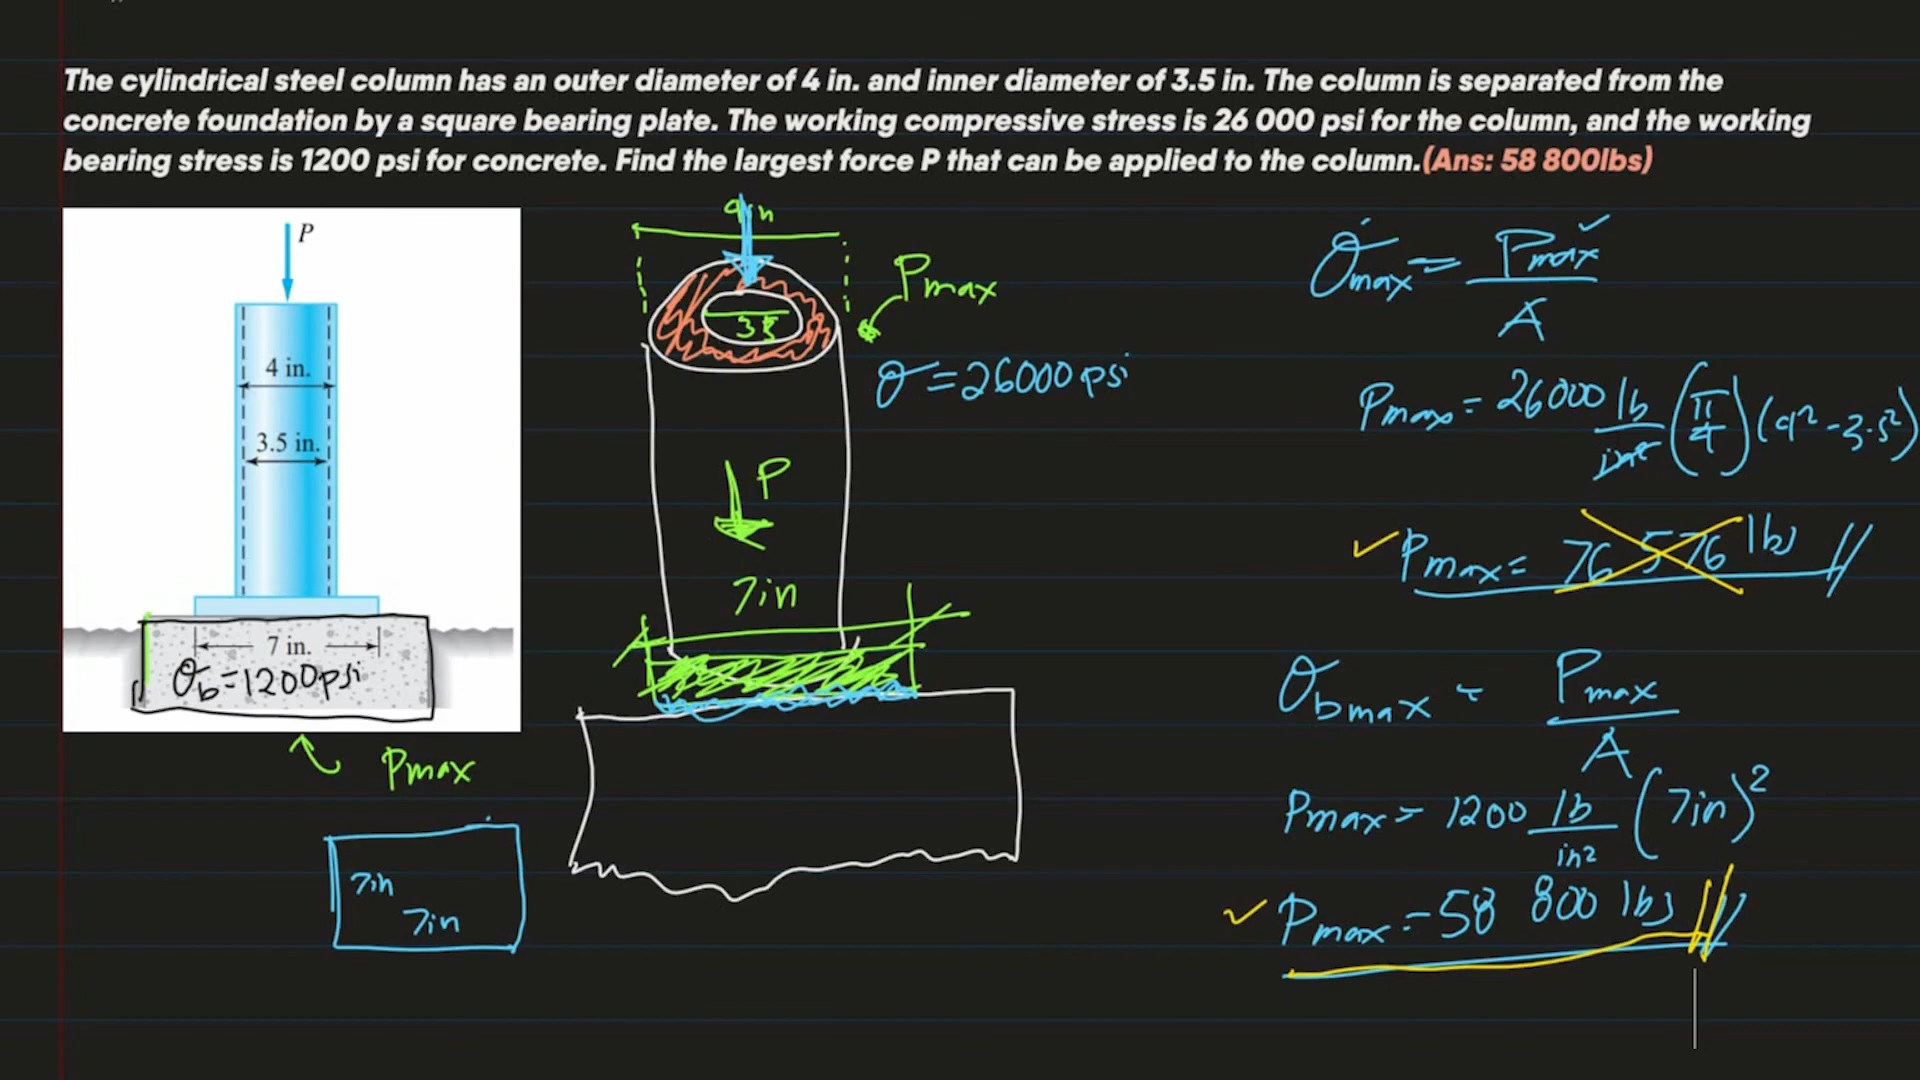 The cylindrical steel column has an outer diameter of 4 in. and inner diameter of 3.5 in. The column is separated from the
concrete foundation by a square bearing plate. The working compressive stress is 26 000 psi for the column, and the working
bearing stress is 1200 psi for concrete. Find the largest force P that can be applied to the column.(Ans: 58 800lbs)
P
4 in.
3.5 in.
7 in.
σb=1200psi
Pmax
7in
7in
4in
3.5
Pmax
σ=26000psi
P
7in
σmax = Pmax
A
Pmax = 26000 lb/in² (π/4)(4²-3.5²)
Pmax = 76 576 lbs
σbmax = Pmax
A
Pmax = 1200 lb/in² (7in)²
Pmax = 58 800 lbs